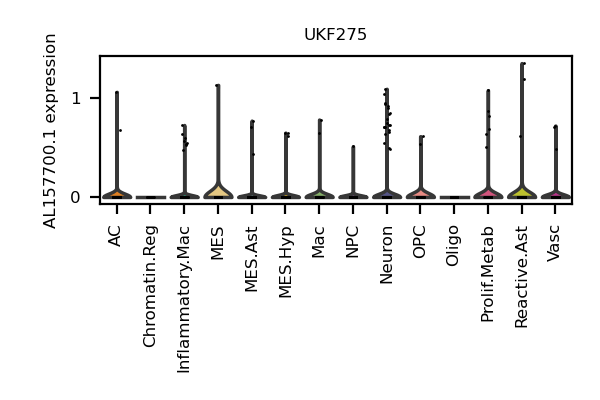 UKF275
AL157700.1 expression
1
0
AC
Chromatin.Reg
Inflammatory.Mac
MES
MES.Ast
MES.Hyp
Mac
NPC
Neuron
OPC
Oligo
Prolif.Metab
Reactive.Ast
Vasc